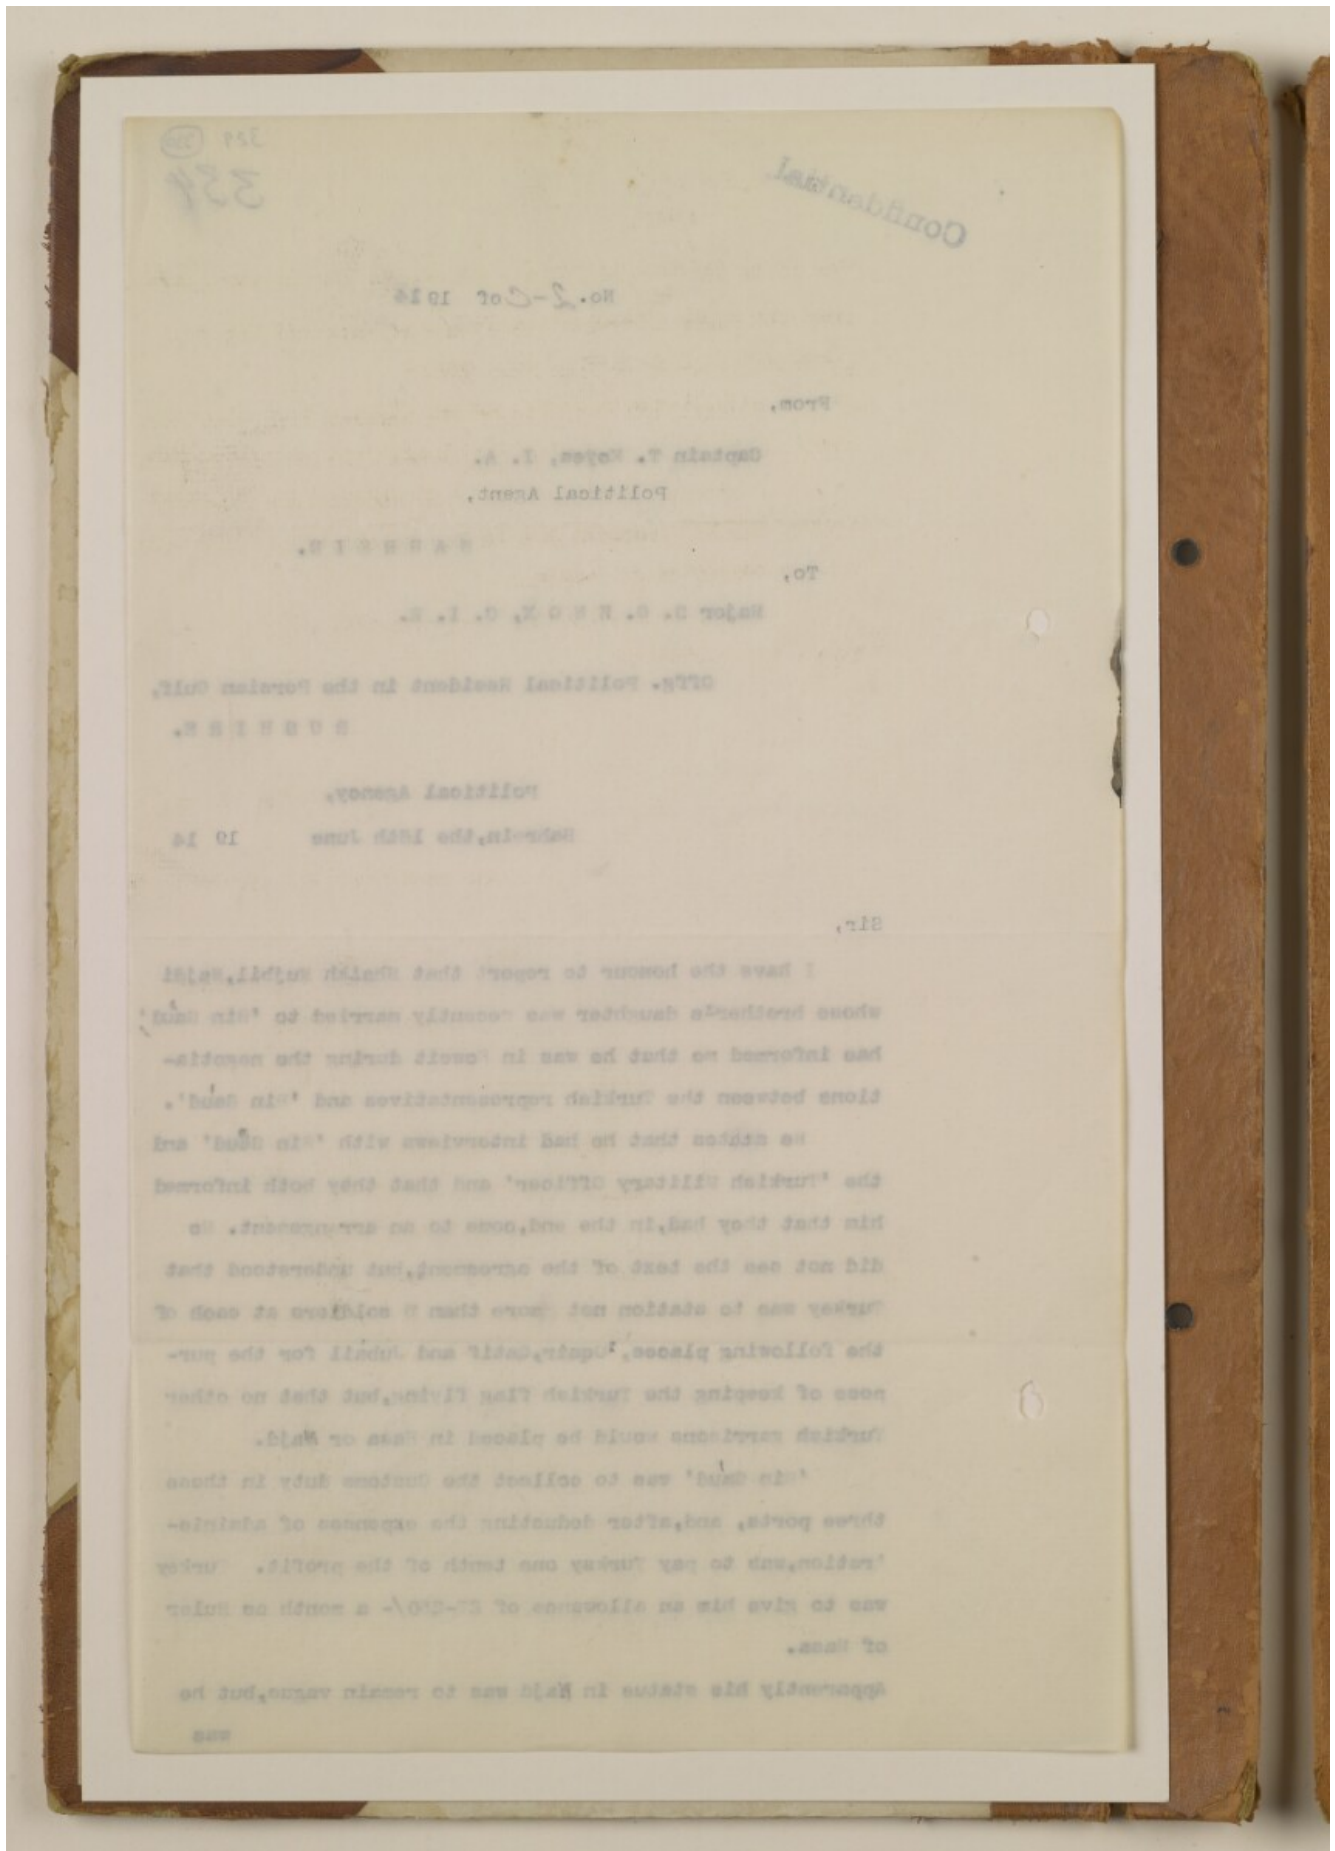 329
334
Confidential
No. 2-C of 1914
From,
Captain T. Keyes, I. A.
Political Agent,
B A H R E I N.
To,
Major S. G. K N O X, C. I. E.
Offg. Political Resident in the Persian Gulf,
B U S H I R E.
Political Agency,
Bahrein, the 14th June 19 14
Sir,
I have the honour to report that Shaikh Mujbil, Najdi
whose brother's daughter was recently married to 'Bin Saud'
has informed me that he was in Koweit during the negotia-
tions between the Turkish representatives and 'Bin Saud'.
He states that he had interviews with 'Bin Saud' and
the 'Turkish Military Officer' and that they both informed
him that they had, in the end, come to an arrangement. He
did not see the text of the agreement, but understood that
Turkey was to station not more than soldiers at each of
the following places, 'Uqair, Qatif and Jubail for the pur-
pose of keeping the Turkish flag flying, but that no other
Turkish garrisons would be placed in Hasa or Najd.
'Bin Saud' was to collect the Customs duty in these
three ports, and, after deducting the expenses of adminis-
'ration, was to pay Turkey one tenth of the profit. Turkey
was to give him an allowance of a month as Ruler
of Hasa.
Apparently his status in Najd was to remain vague, but he
was